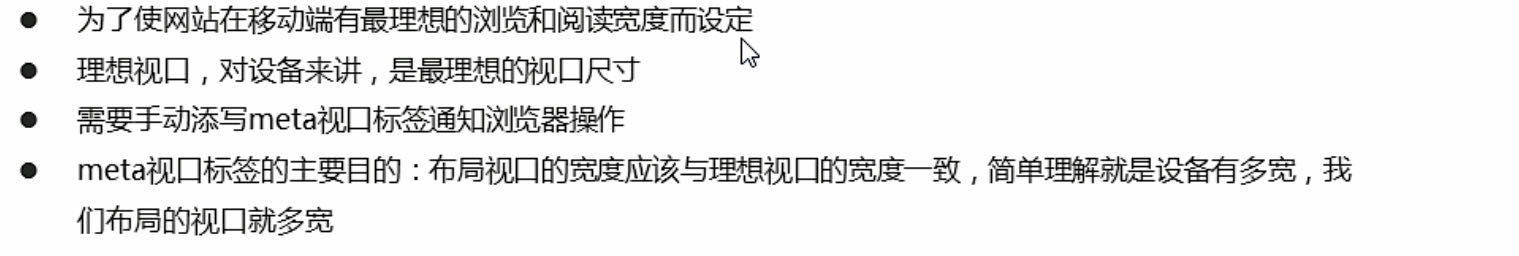 ● 为了使网站在移动端有最理想的浏览和阅读宽度而设定
● 理想视口，对设备来讲，是最理想的视口尺寸
● 需要手动添写meta视口标签通知浏览器操作
● meta视口标签的主要目的：布局视口的宽度应该与理想视口的宽度一致，简单理解就是设备有多宽，我
们布局的视口就多宽